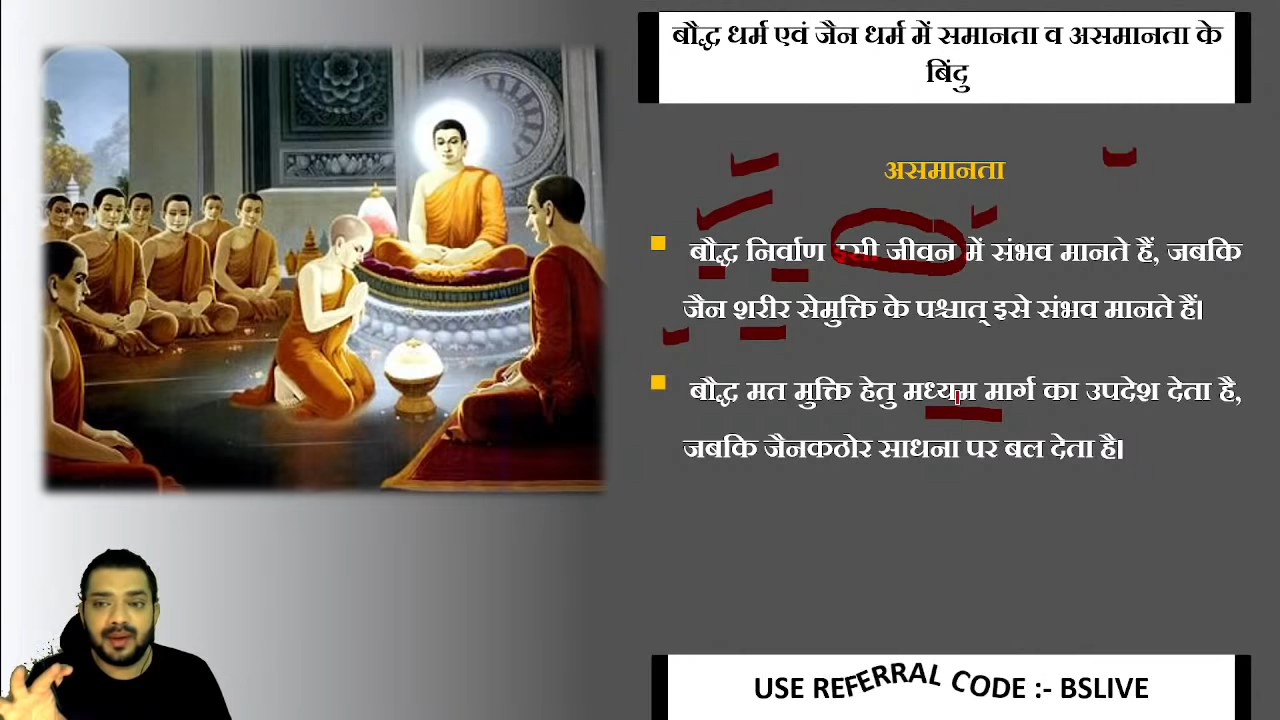 बौद्ध धर्म एवं जैन धर्म में समानता व असमानता के
बिंदु
असमानता
बौद्ध निर्वाण इसी जीवन में संभव मानते हैं, जबकि
जैन शरीर सेमुक्ति के पश्चात् इसे संभव मानते हैं।
बौद्ध मत मुक्ति हेतु मध्यम मार्ग का उपदेश देता है,
जबकि जैनकठोर साधना पर बल देता है।
USE REFERRAL CODE :- BSLIVE